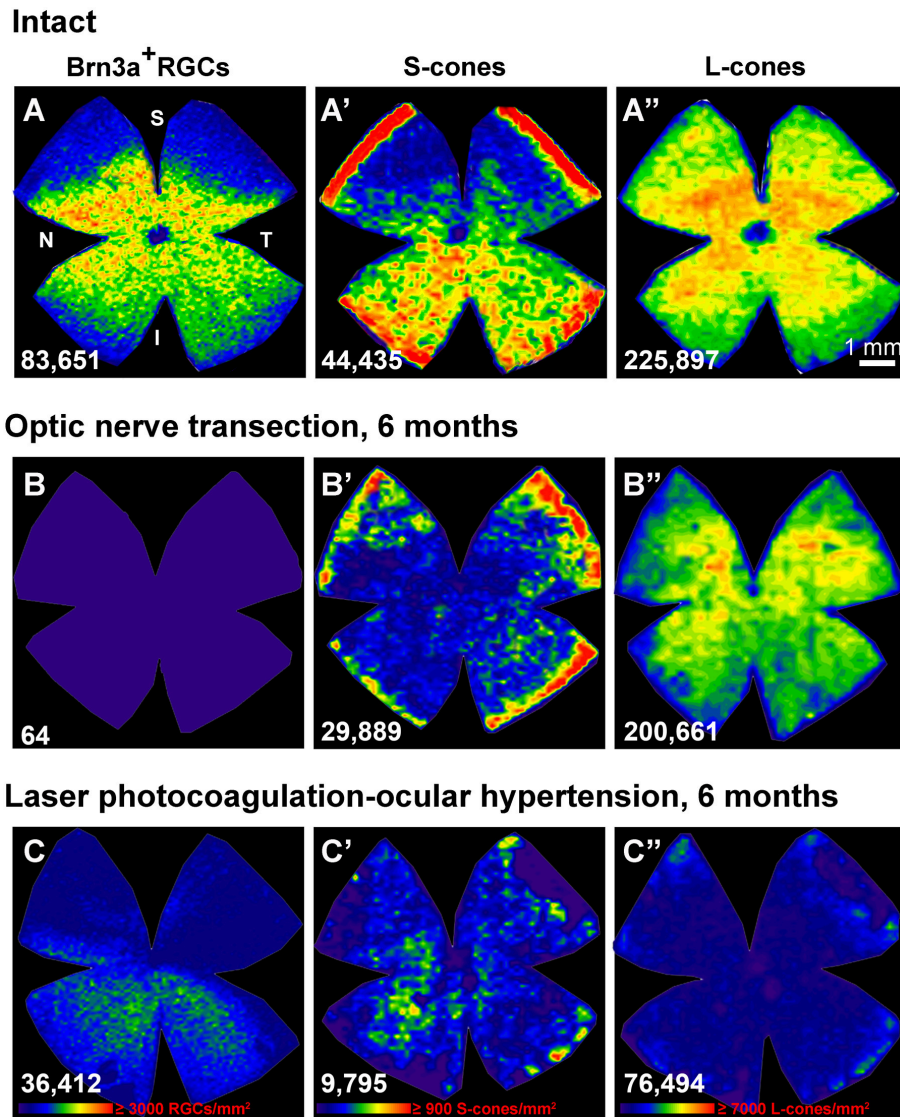 Intact
Brn3a+RGCs
S-cones
L-cones
A
A'
A"
S
N
T
I
83,651
44,435
225,897
1 mm
Optic nerve transection, 6 months
B
B'
B"
64
29,889
200,661
Laser photocoagulation-ocular hypertension, 6 months
C
C'
C"
36,412
9,795
76,494
≥ 3000 RGCs/mm²
≥ 900 S-cones/mm²
≥ 7000 L-cones/mm²